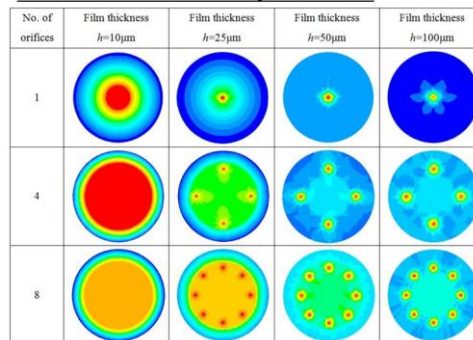 No. of orifices
Film thickness h=10μm
Film thickness h=25μm
Film thickness h=50μm
Film thickness h=100μm
1
4
8